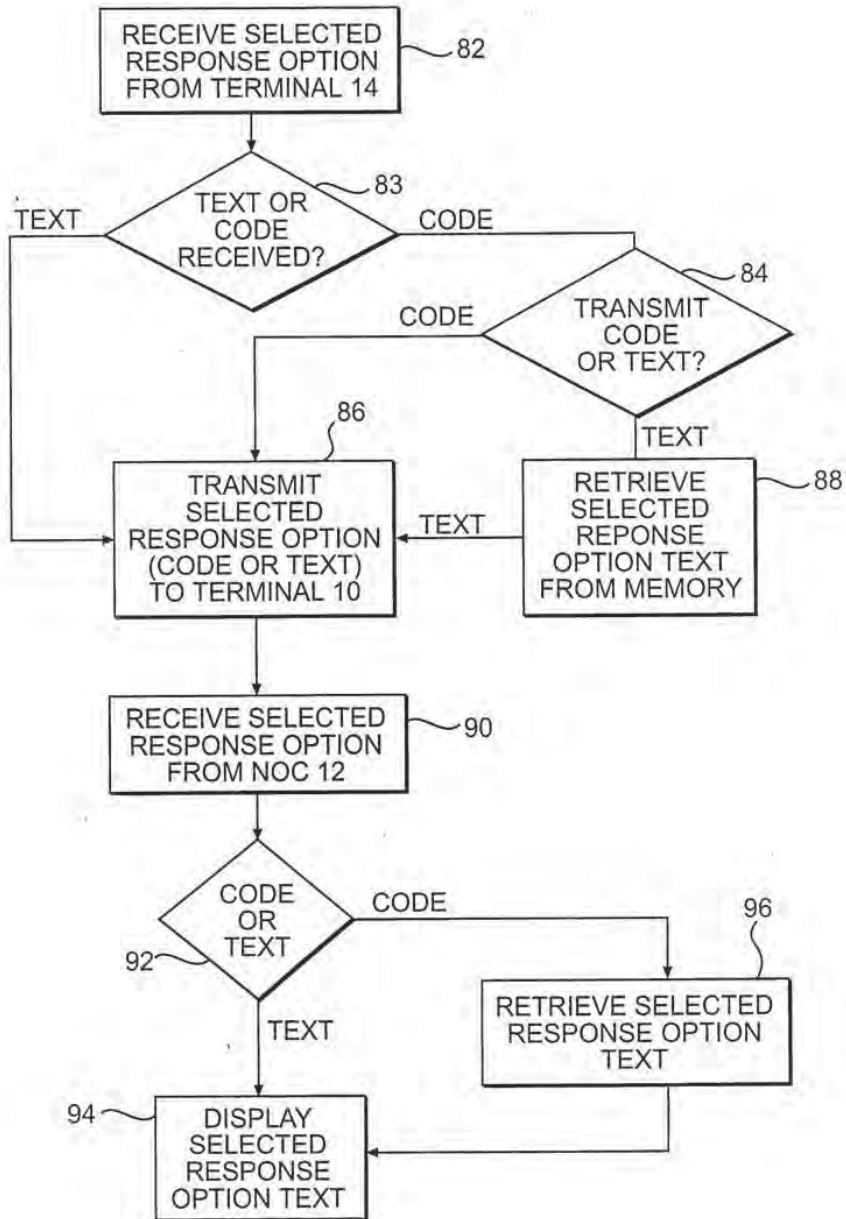 RECEIVE SELECTED
RESPONSE OPTION
FROM TERMINAL 14
82
TEXT OR
CODE
RECEIVED?
83
TEXT
CODE
84
TRANSMIT
CODE
OR TEXT?
CODE
TEXT
86
TRANSMIT
SELECTED
RESPONSE OPTION
(CODE OR TEXT)
TO TERMINAL 10
TEXT
RETRIEVE
SELECTED
REPONSE
OPTION TEXT
FROM MEMORY
88
RECEIVE SELECTED
RESPONSE OPTION
FROM NOC 12
90
CODE
OR
TEXT
92
CODE
TEXT
96
RETRIEVE SELECTED
RESPONSE OPTION
TEXT
94
DISPLAY
SELECTED
RESPONSE
OPTION TEXT